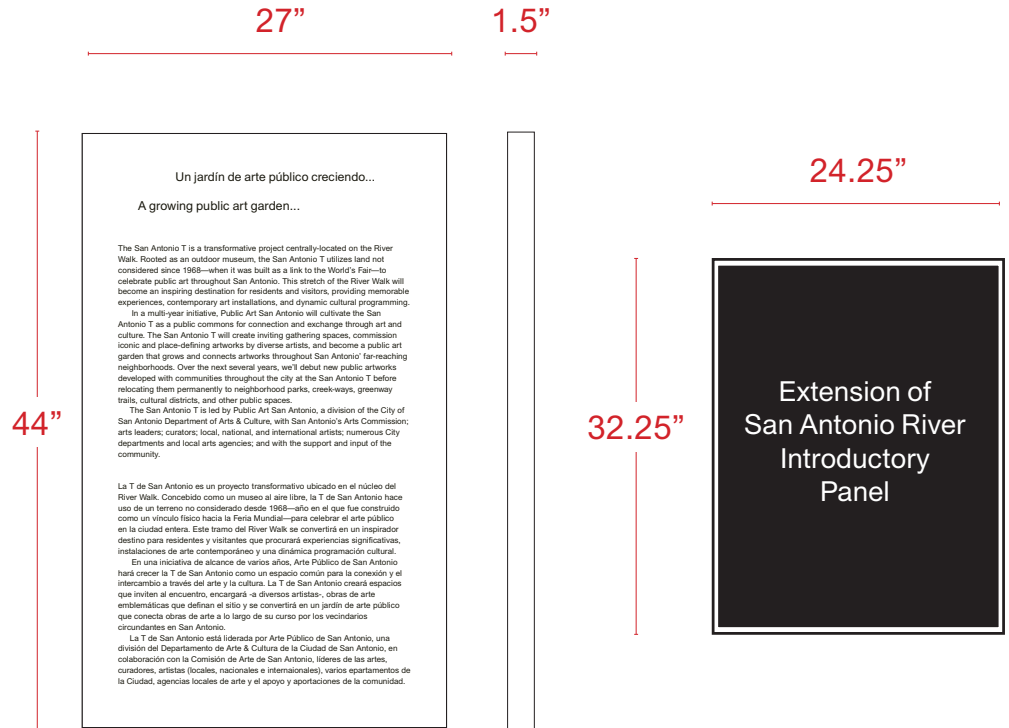 27”
1.5”
44”
Un jardín de arte público creciendo...
A growing public art garden...
The San Antonio T is a transformative project centrally-located on the River
Walk. Rooted as an outdoor museum, the San Antonio T utilizes land not
considered since 1968—when it was built as a link to the World’s Fair—to
celebrate public art throughout San Antonio. This stretch of the River Walk will
become an inspiring destination for residents and visitors, providing memorable
experiences, contemporary art installations, and dynamic cultural programming.
In a multi-year initiative, Public Art San Antonio will cultivate the San
Antonio T as a public commons for connection and exchange through art and
culture. The San Antonio T will create inviting gathering spaces, commission
iconic and place-defining artworks by diverse artists, and become a public art
garden that grows and connects artworks throughout San Antonio’ far-reaching
neighborhoods. Over the next several years, we’ll debut new public artworks
developed with communities throughout the city at the San Antonio T before
relocating them permanently to neighborhood parks, creek-ways, greenway
trails, cultural districts, and other public spaces.
The San Antonio T is led by Public Art San Antonio, a division of the City of
San Antonio Department of Arts & Culture, with San Antonio’s Arts Commission;
arts leaders; curators; local, national, and international artists; numerous City
departments and local arts agencies; and with the support and input of the
community.
La T de San Antonio es un proyecto transformativo ubicado en el núcleo del
River Walk. Concebido como un museo al aire libre, la T de San Antonio hace
uso de un terreno no considerado desde 1968—año en el que fue construido
como un vínculo físico hacia la Feria Mundial—para celebrar el arte público
en la ciudad entera. Este tramo del River Walk se convertirá en un inspirador
destino para residentes y visitantes que procurará experiencias significativas,
instalaciones de arte contemporáneo y una dinámica programación cultural.
En una iniciativa de alcance de varios años, Arte Público de San Antonio
hará crecer la T de San Antonio como un espacio común para la conexión y el
intercambio a través del arte y la cultura. La T de San Antonio creará espacios
que inviten al encuentro, encargará -a diversos artistas-, obras de arte
emblemáticas que definan el sitio y se convertirá en un jardín de arte público
que conecta obras de arte a lo largo de su curso por los vecindarios
circundantes en San Antonio.
La T de San Antonio está liderada por Arte Público de San Antonio, una
división del Departamento de Arte & Cultura de la Ciudad de San Antonio, en
colaboración con la Comisión de Arte de San Antonio, líderes de las artes,
curadores, artistas (locales, nacionales e internaionales), varios epartamentos de
la Ciudad, agencias locales de arte y el apoyo y aportaciones de la comunidad.
24.25”
32.25”
Extension of
San Antonio River
Introductory
Panel